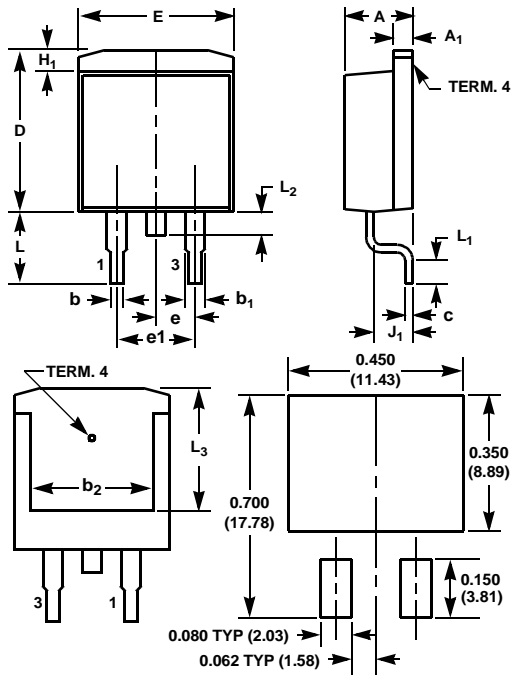 E
A
A1
H1
TERM. 4
D
L2
L
L1
1
3
b
b1
e
c
e1
J1
TERM. 4
0.450
(11.43)
L3
b2
0.700
(17.78)
0.350
(8.89)
3
1
0.150
(3.81)
0.080 TYP (2.03)
0.062 TYP (1.58)